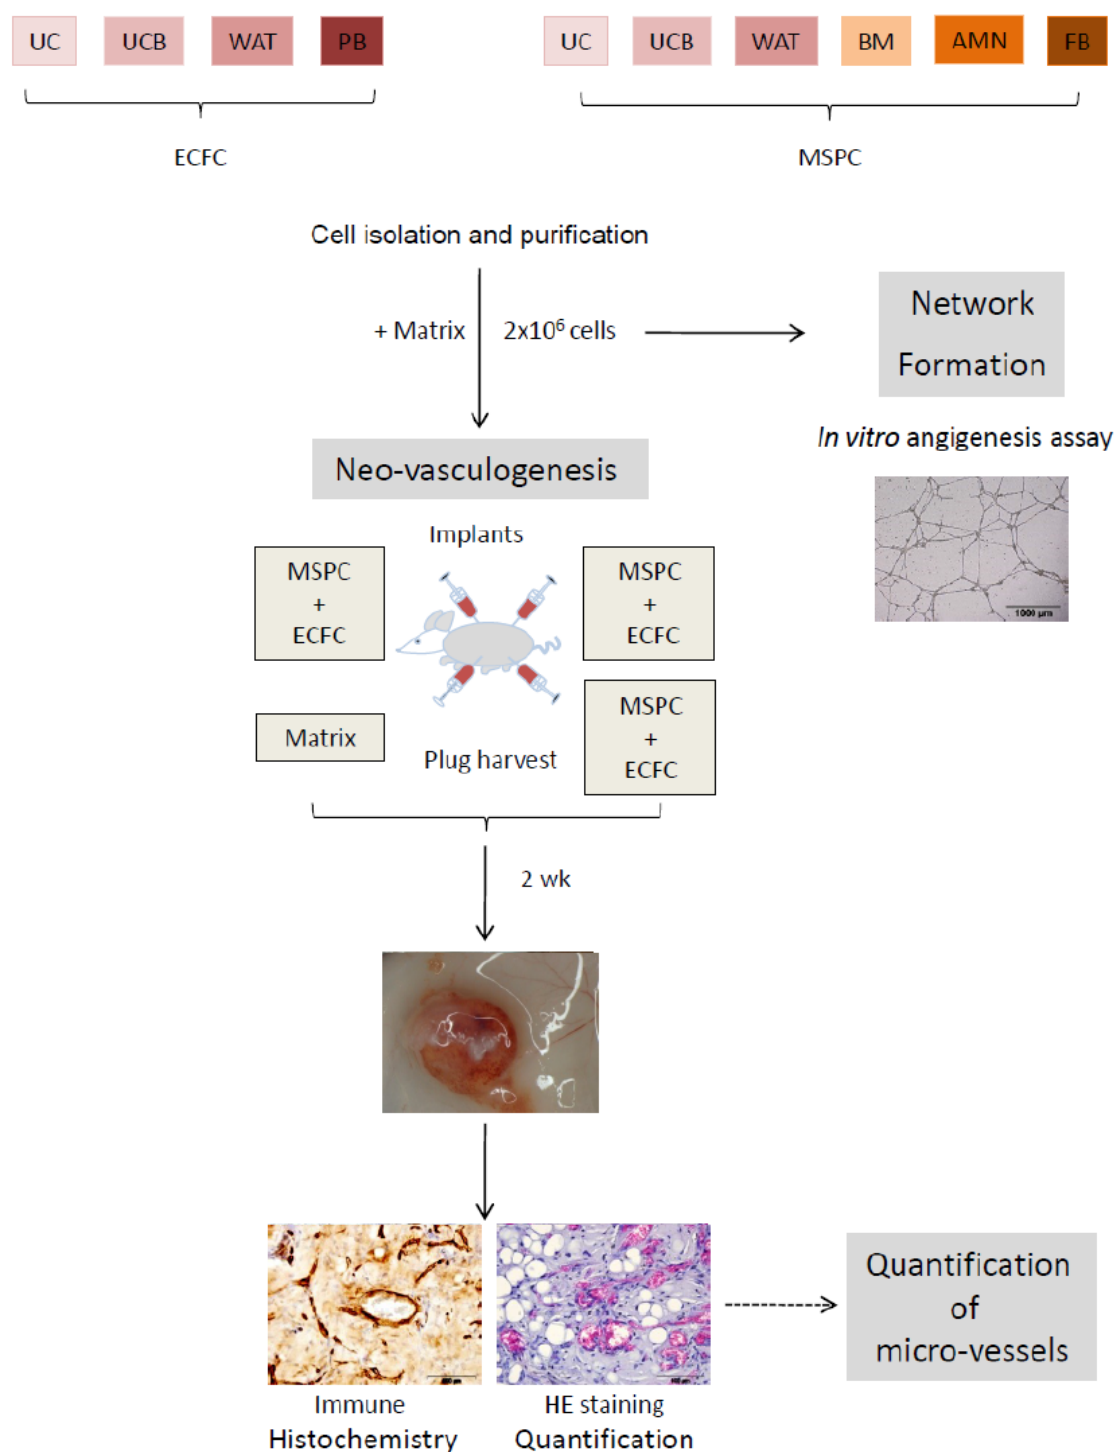 UC UCB WAT PB
UC UCB WAT BM AMN FB
ECFC
MSPC
Cell isolation and purification
+ Matrix
2x10⁶ cells
Network
Formation
In vitro angigenesis assay
1000 µm
Neo-vasculogenesis
Implants
MSPC
+
ECFC
MSPC
+
ECFC
Matrix
Plug harvest
MSPC
+
ECFC
2 wk
Immune
Histochemistry
HE staining
Quantification
Quantification
of
micro-vessels